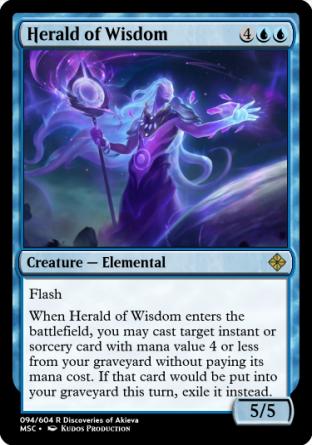 Herald of Wisdom 4
Creature — Elemental
Flash
When Herald of Wisdom enters the
battlefield, you may cast target instant or
sorcery card with mana value 4 or less
from your graveyard without paying its
mana cost. If that card would be put into
your graveyard this turn, exile it instead.
5/5
094/604 R Discoveries of Akieva
MSC • Kudos Production